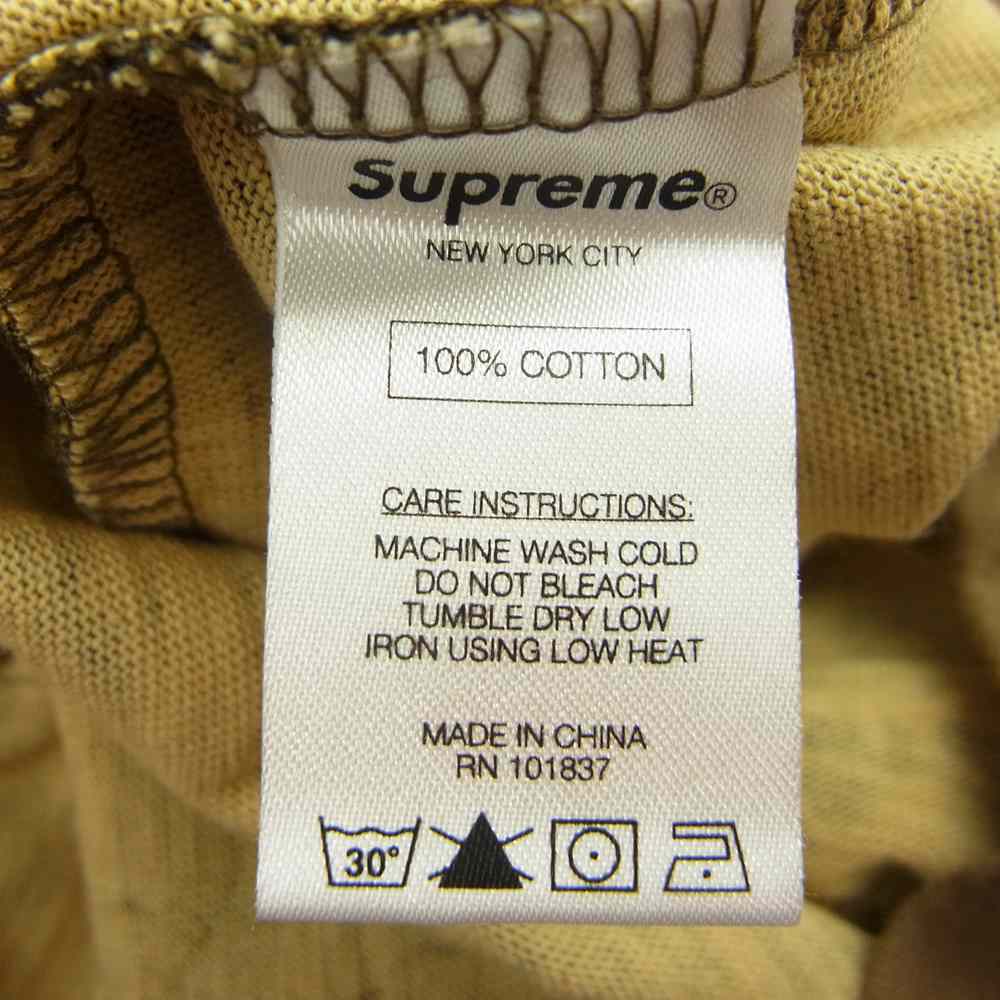 Supreme®
NEW YORK CITY
100% COTTON
CARE INSTRUCTIONS:
MACHINE WASH COLD
DO NOT BLEACH
TUMBLE DRY LOW
IRON USING LOW HEAT
MADE IN CHINA
RN 101837
30°